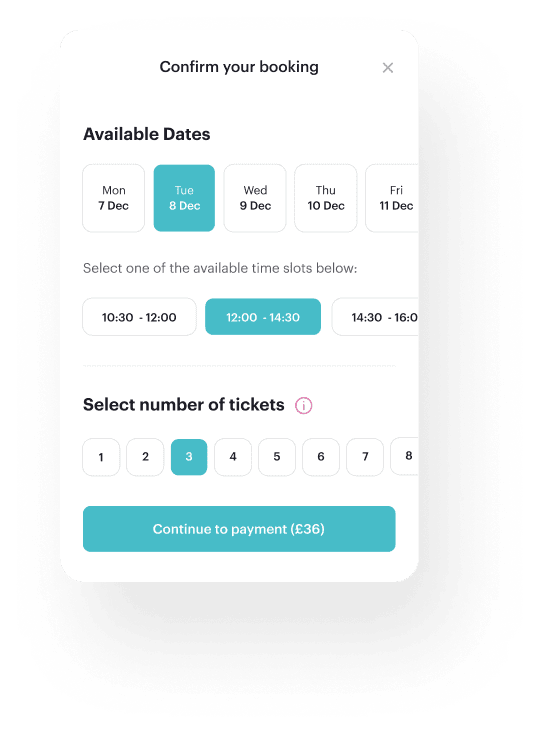 Confirm your booking
Available Dates
Mon Tue Wed Thu Fri
7 Dec 8 Dec 9 Dec 10 Dec 11 Dec
Select one of the available time slots below:
10:30 - 12:00 12:00 - 14:30 14:30 - 16:0
Select number of tickets
1 2 3 4 5 6 7 8
Continue to payment (£36)